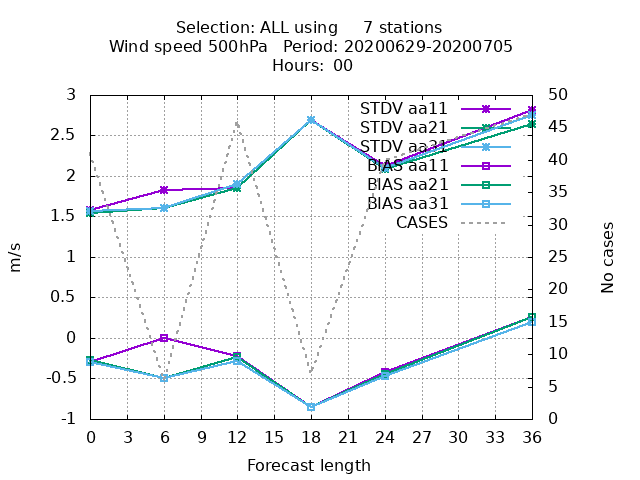 Selection: ALL using 7 stations
Wind speed 500hPa Period: 20200629-20200705
Hours: 00
3
2.5
2
1.5
1
0.5
0
-0.5
-1
m/s
STDV aa11
STDV aa21
STDV aa31
BIAS aa11
BIAS aa21
BIAS aa31
CASES
50
45
40
35
30
25
20
15
10
5
0
No cases
0 3 6 9 12 15 18 21 24 27 30 33 36
Forecast length